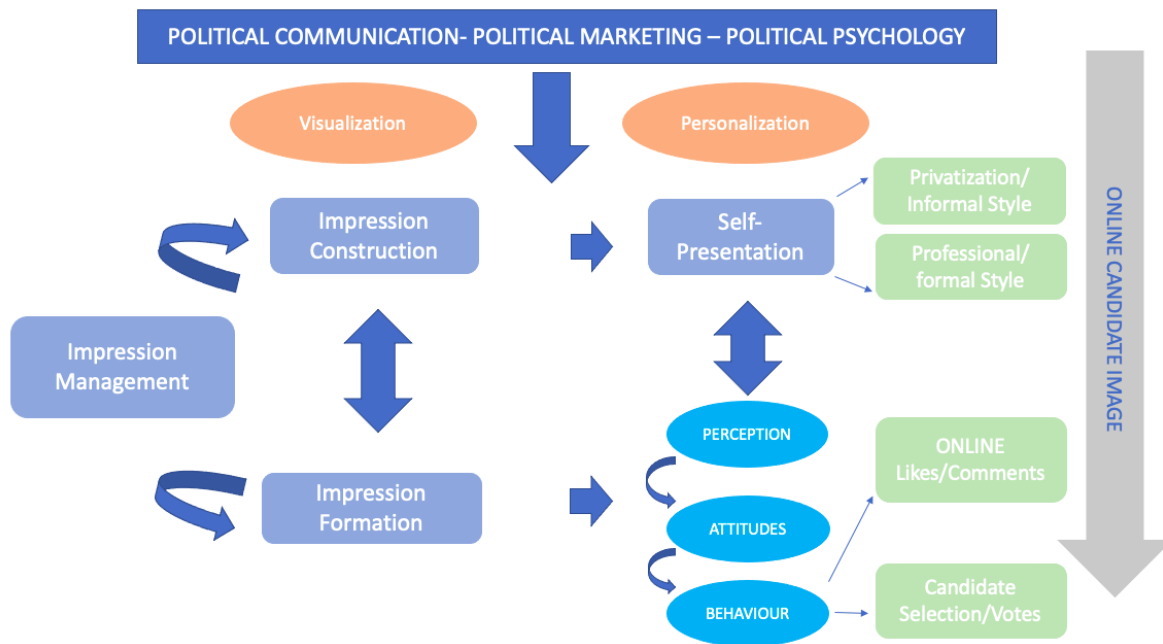 POLITICAL COMMUNICATION- POLITICAL MARKETING – POLITICAL PSYCHOLOGY
Visualization
Personalization
Impression
Construction
Self-
Presentation
Privatization/
Informal Style
Professional/
formal Style
Impression
Management
PERCEPTION
ATTITUDES
BEHAVIOUR
Impression
Formation
ONLINE
Likes/Comments
Candidate
Selection/Votes
ONLINE CANDIDATE IMAGE